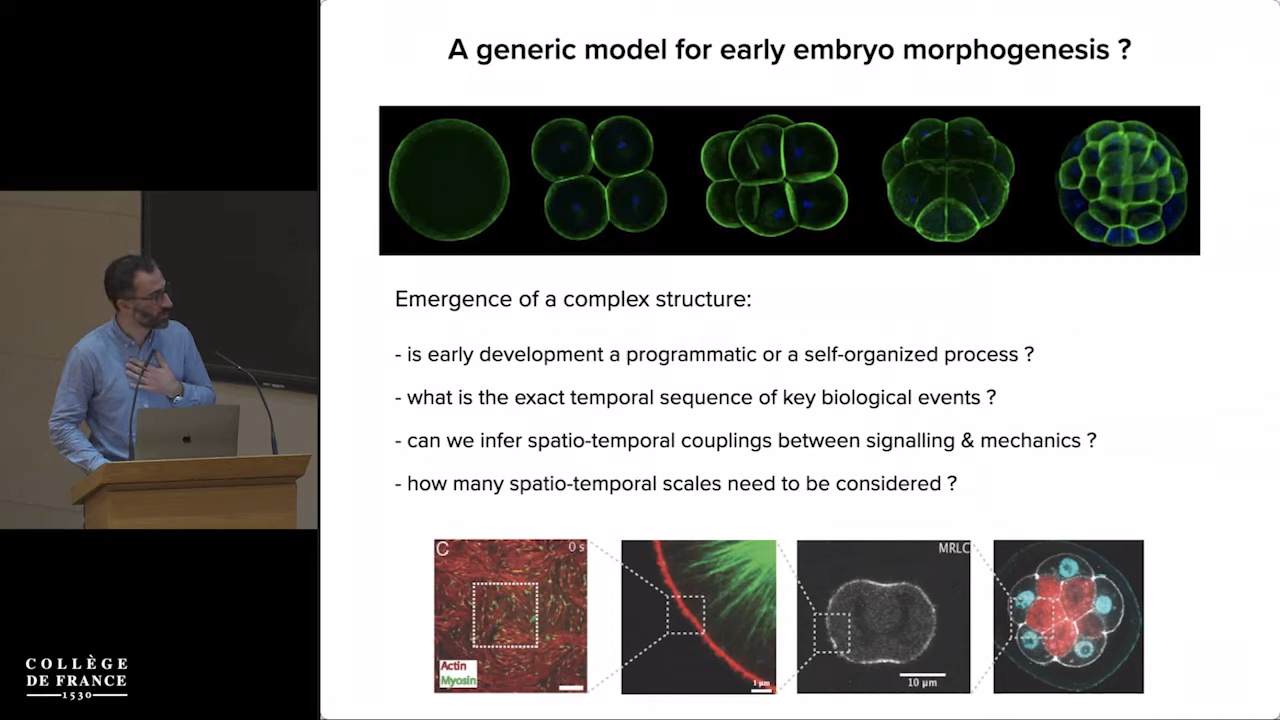 A generic model for early embryo morphogenesis ?
Emergence of a complex structure:
- is early development a programmatic or a self-organized process ?
- what is the exact temporal sequence of key biological events ?
- can we infer spatio-temporal couplings between signalling & mechanics ?
- how many spatio-temporal scales need to be considered ?
C
0 s
Actin
Myosin
1 µm
MRLC
10 µm
COLLÈGE
DE FRANCE
1530